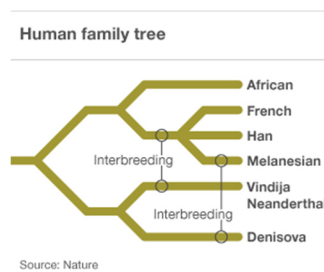 Human family tree
African
French
Han
Interbreeding
Melanesian
Vindija
Neandertha
Interbreeding
Denisova
Source: Nature